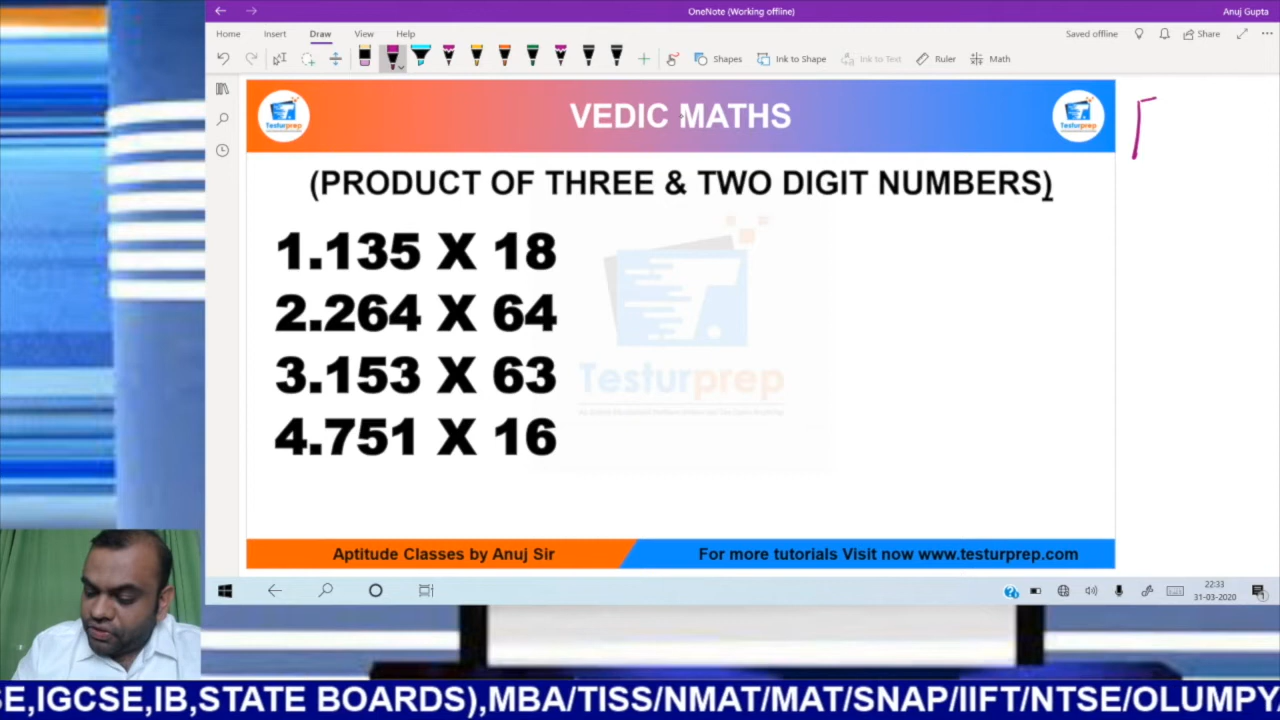 OneNote (Working offline)
Anuj Gupta
Home Insert Draw View Help
Saved offline
Share
Shapes
Ink to Shape
Ink to Text
Ruler
Math
VEDIC MATHS
Testurprep
Testurprep
(PRODUCT OF THREE & TWO DIGIT NUMBERS)
1.135 X 18
2.264 X 64
3.153 X 63
4.751 X 16
Testurprep
Aptitude Classes by Anuj Sir
For more tutorials Visit now www.testurprep.com
22:33
31-03-2020
SE,IGCSE,IB,STATE BOARDS),MBA/TISS/NMAT/MAT/SNAP/IIFT/NTSE/OLUMPY